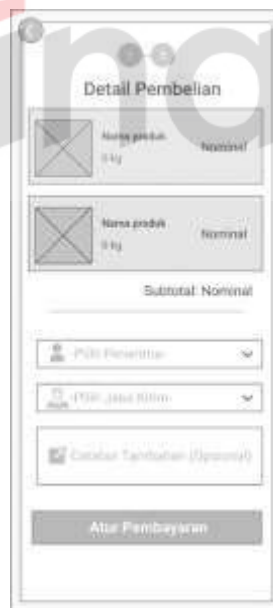 Detail Pembelian
Nama produk
0 kg
Nominal
Nama produk
0 kg
Nominal
Subtotal: Nominal
Pilih
Pilih Jasa Kirim
Catatan Tambahan (Opsional)
Atur Pembayaran